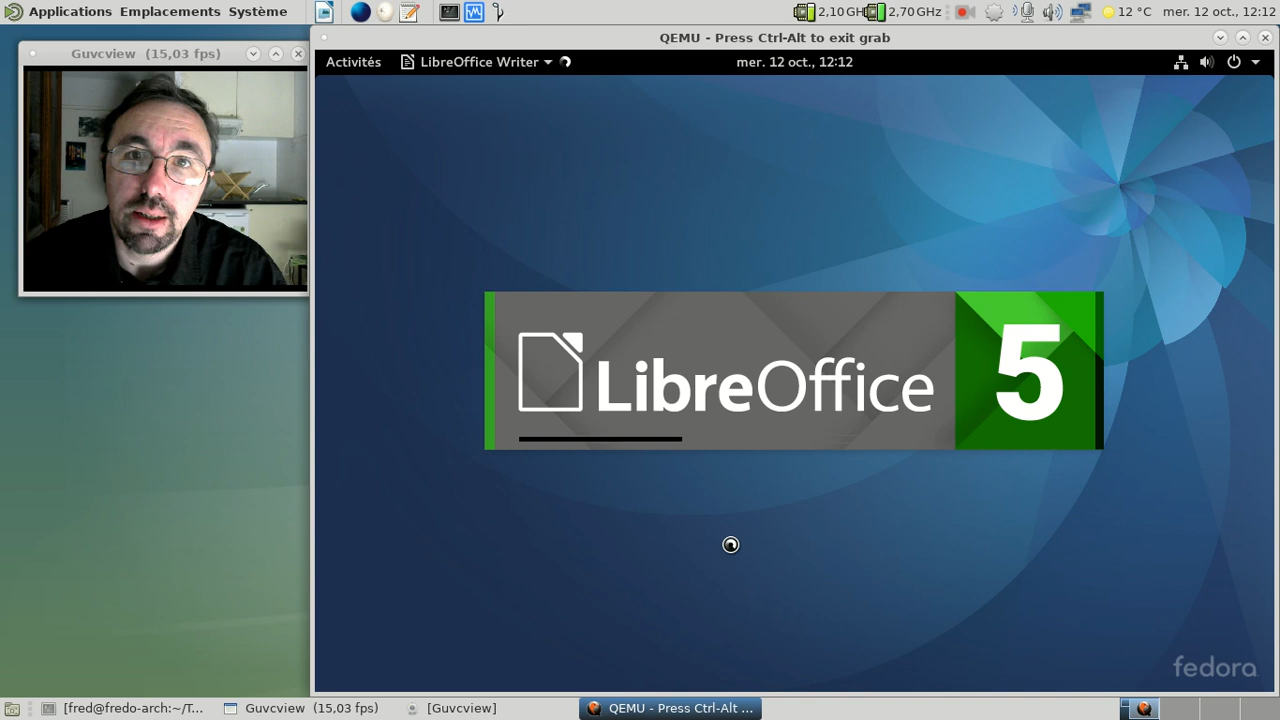 Applications Emplacements Système
2,10 GH
2,70 GHz
12 °C
mer. 12 oct., 12:12
Guvcview (15,03 fps)
QEMU - Press Ctrl-Alt to exit grab
Activités
LibreOffice Writer
mer. 12 oct., 12:12
LibreOffice
5
fedora
[fred@fredo-arch:~/T...
Guvcview (15,03 fps)
[Guvcview]
QEMU - Press Ctrl-Alt ...